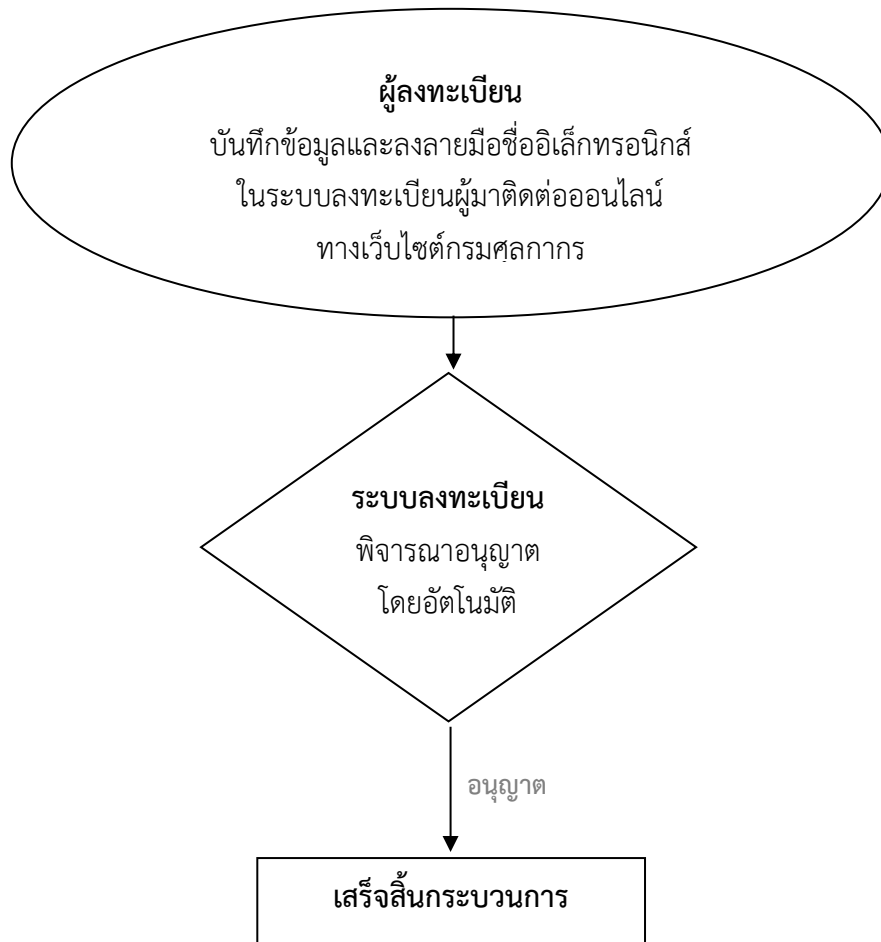 ผู้ลงทะเบียน
บันทึกข้อมูลและลงลายมือชื่ออิเล็กทรอนิกส์
ในระบบลงทะเบียนผู้มาติดต่อออนไลน์
ทางเว็บไซต์กรมศุลกากร
ระบบลงทะเบียน
พิจารณาอนุญาต
โดยอัตโนมัติ
อนุญาต
เสร็จสิ้นกระบวนการ